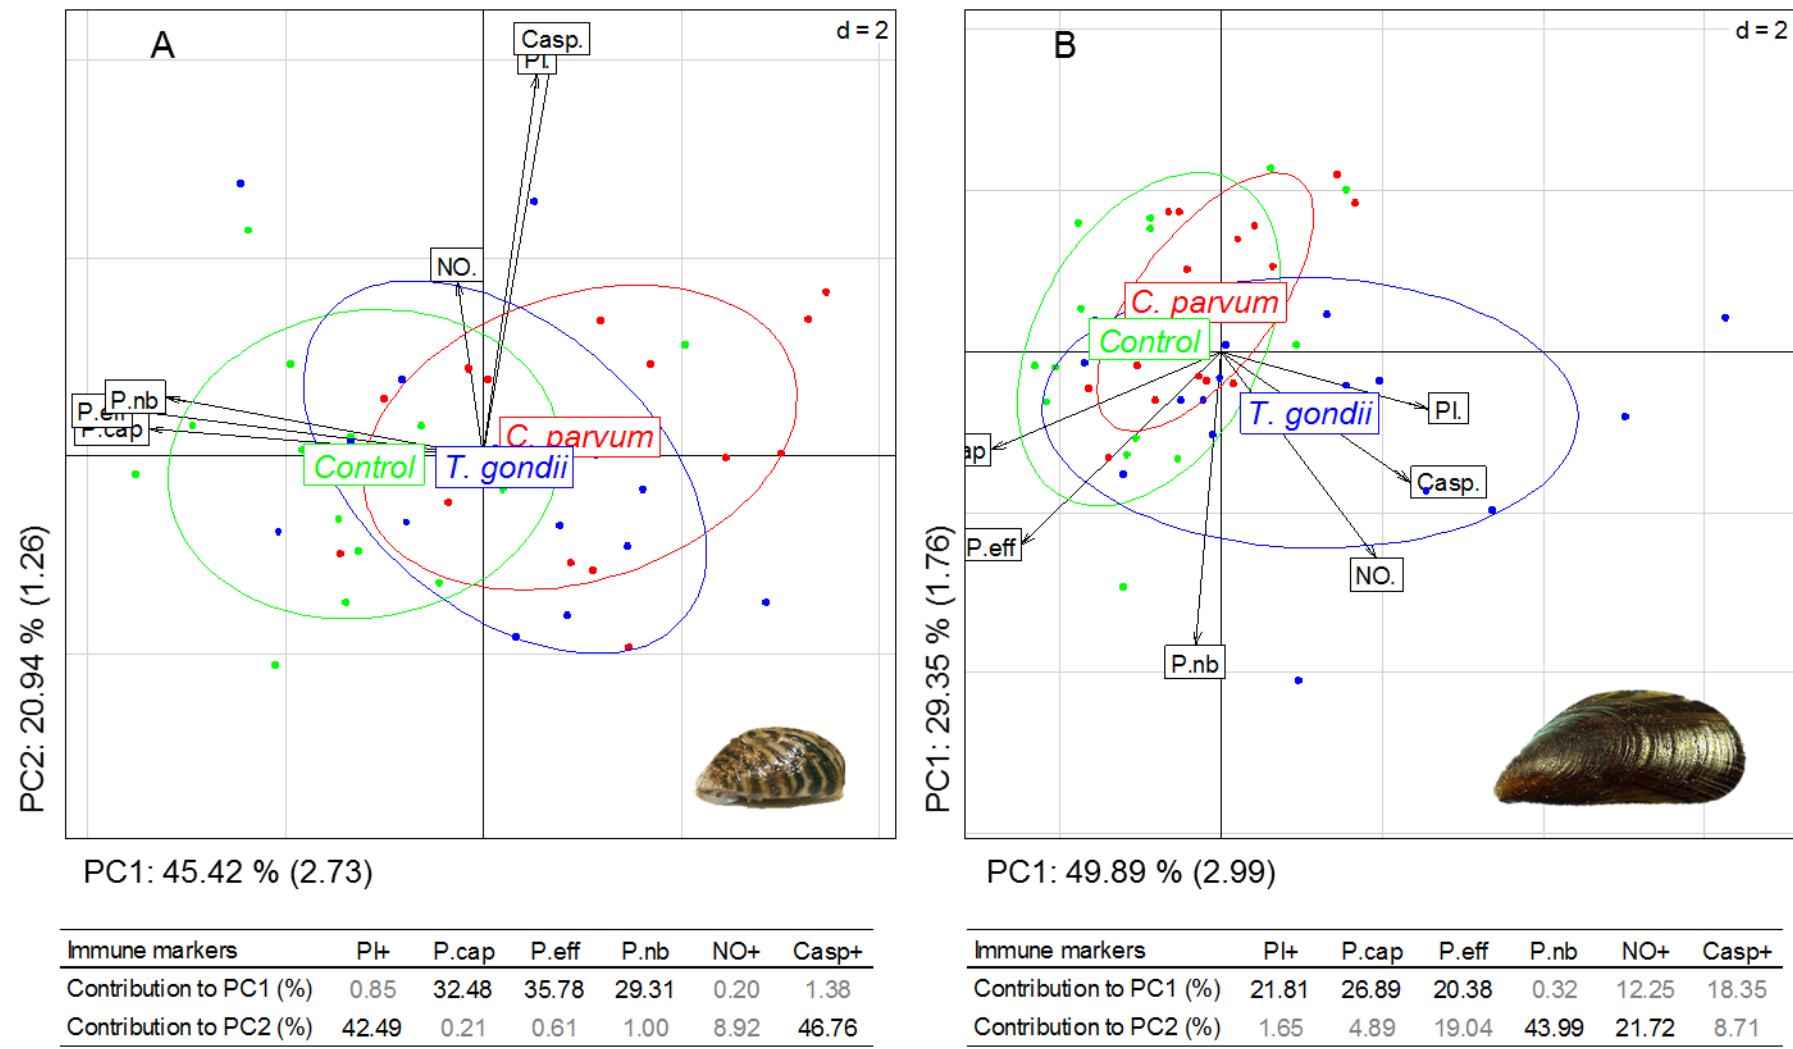 A
d = 2
Casp.
PI.
NO.
P.nb
P.eff
P.cap
C. parvum
Control
T. gondii
PC2: 20.94 % (1.26)
PC1: 45.42 % (2.73)
B
d = 2
C. parvum
Control
T. gondii
PI.
ap
Casp.
P.eff
NO.
P.nb
PC1: 29.35 % (1.76)
PC1: 49.89 % (2.99)
Immune markers PI+ P.cap P.eff P.nb NO+ Casp+
Contribution to PC1 (%) 0.85 32.48 35.78 29.31 0.20 1.38
Contribution to PC2 (%) 42.49 0.21 0.61 1.00 8.92 46.76
Immune markers PI+ P.cap P.eff P.nb NO+ Casp+
Contribution to PC1 (%) 21.81 26.89 20.38 0.32 12.25 18.35
Contribution to PC2 (%) 1.65 4.89 19.04 43.99 21.72 8.71